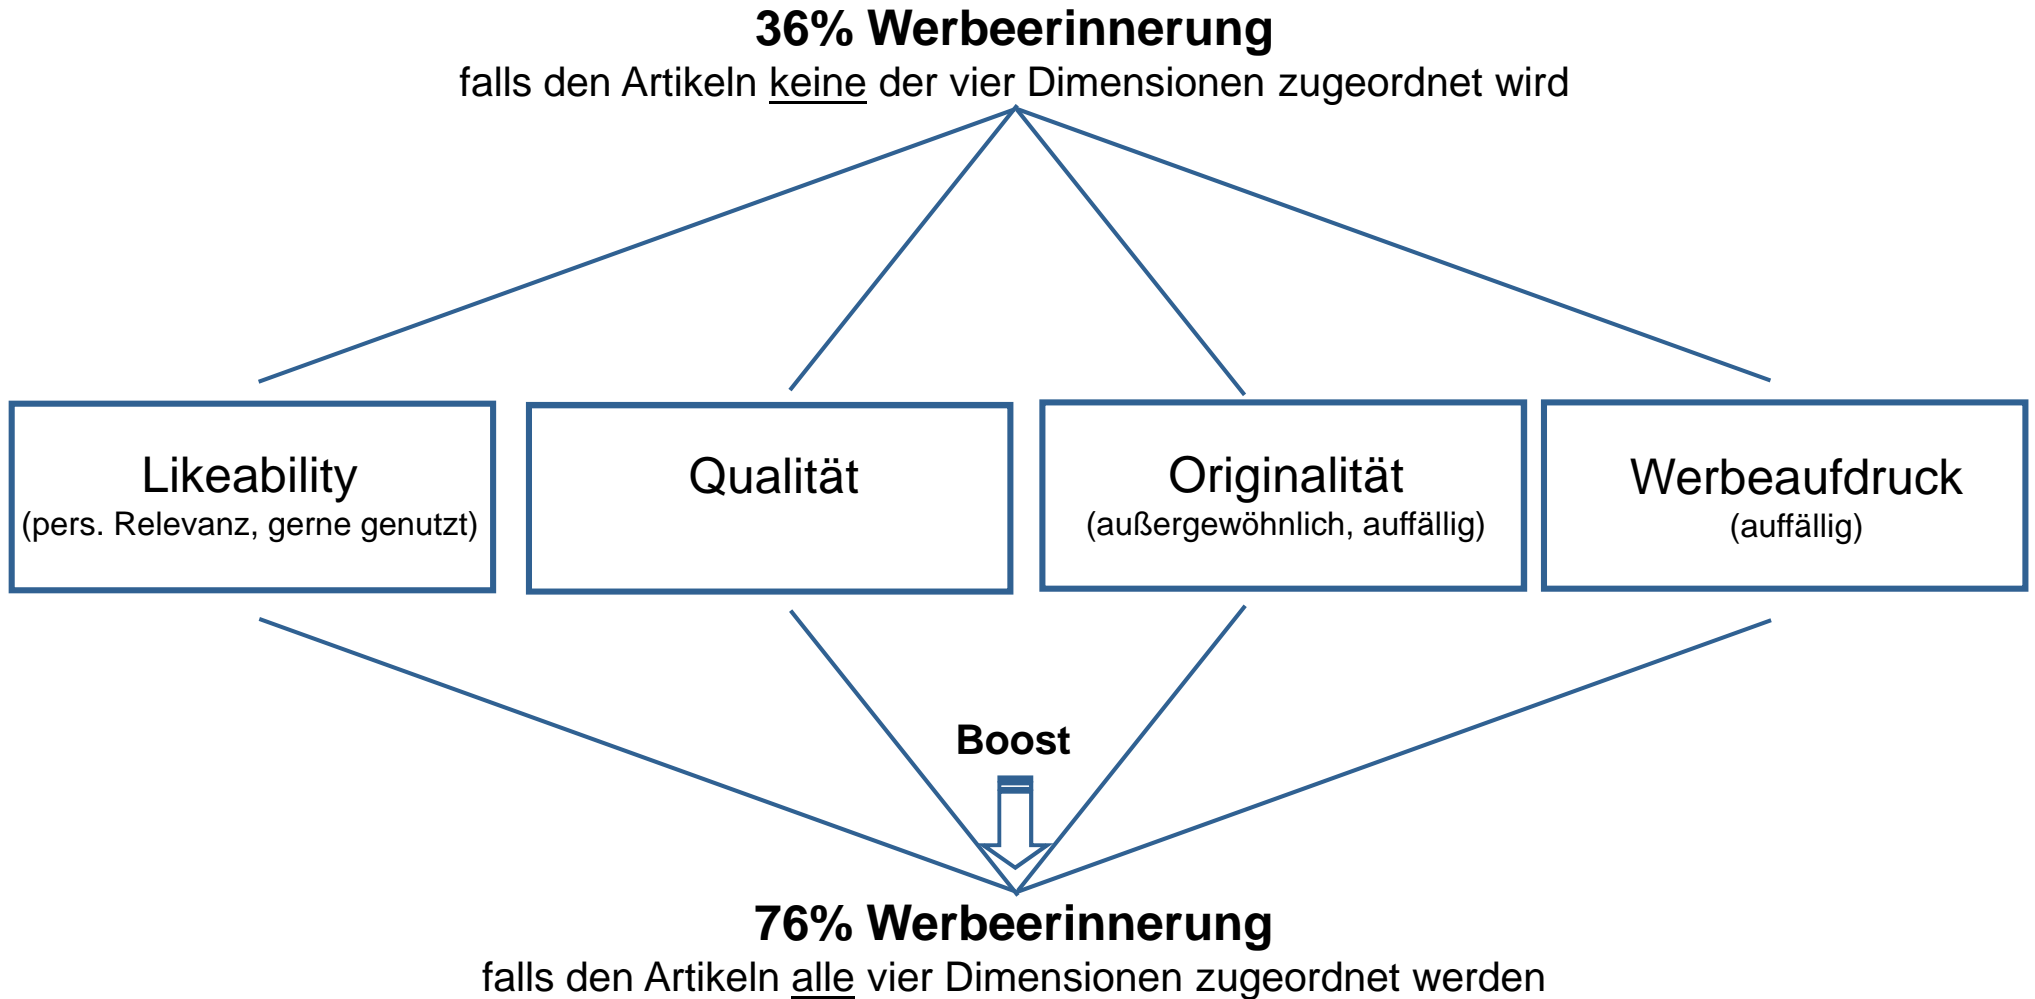 36% Werbeerinnerung
falls den Artikeln keine der vier Dimensionen zugeordnet wird
Likeability
(pers. Relevanz, gerne genutzt)
Qualität
Originalität
(außergewöhnlich, auffällig)
Werbeaufdruck
(auffällig)
Boost
76% Werbeerinnerung
falls den Artikeln alle vier Dimensionen zugeordnet werden